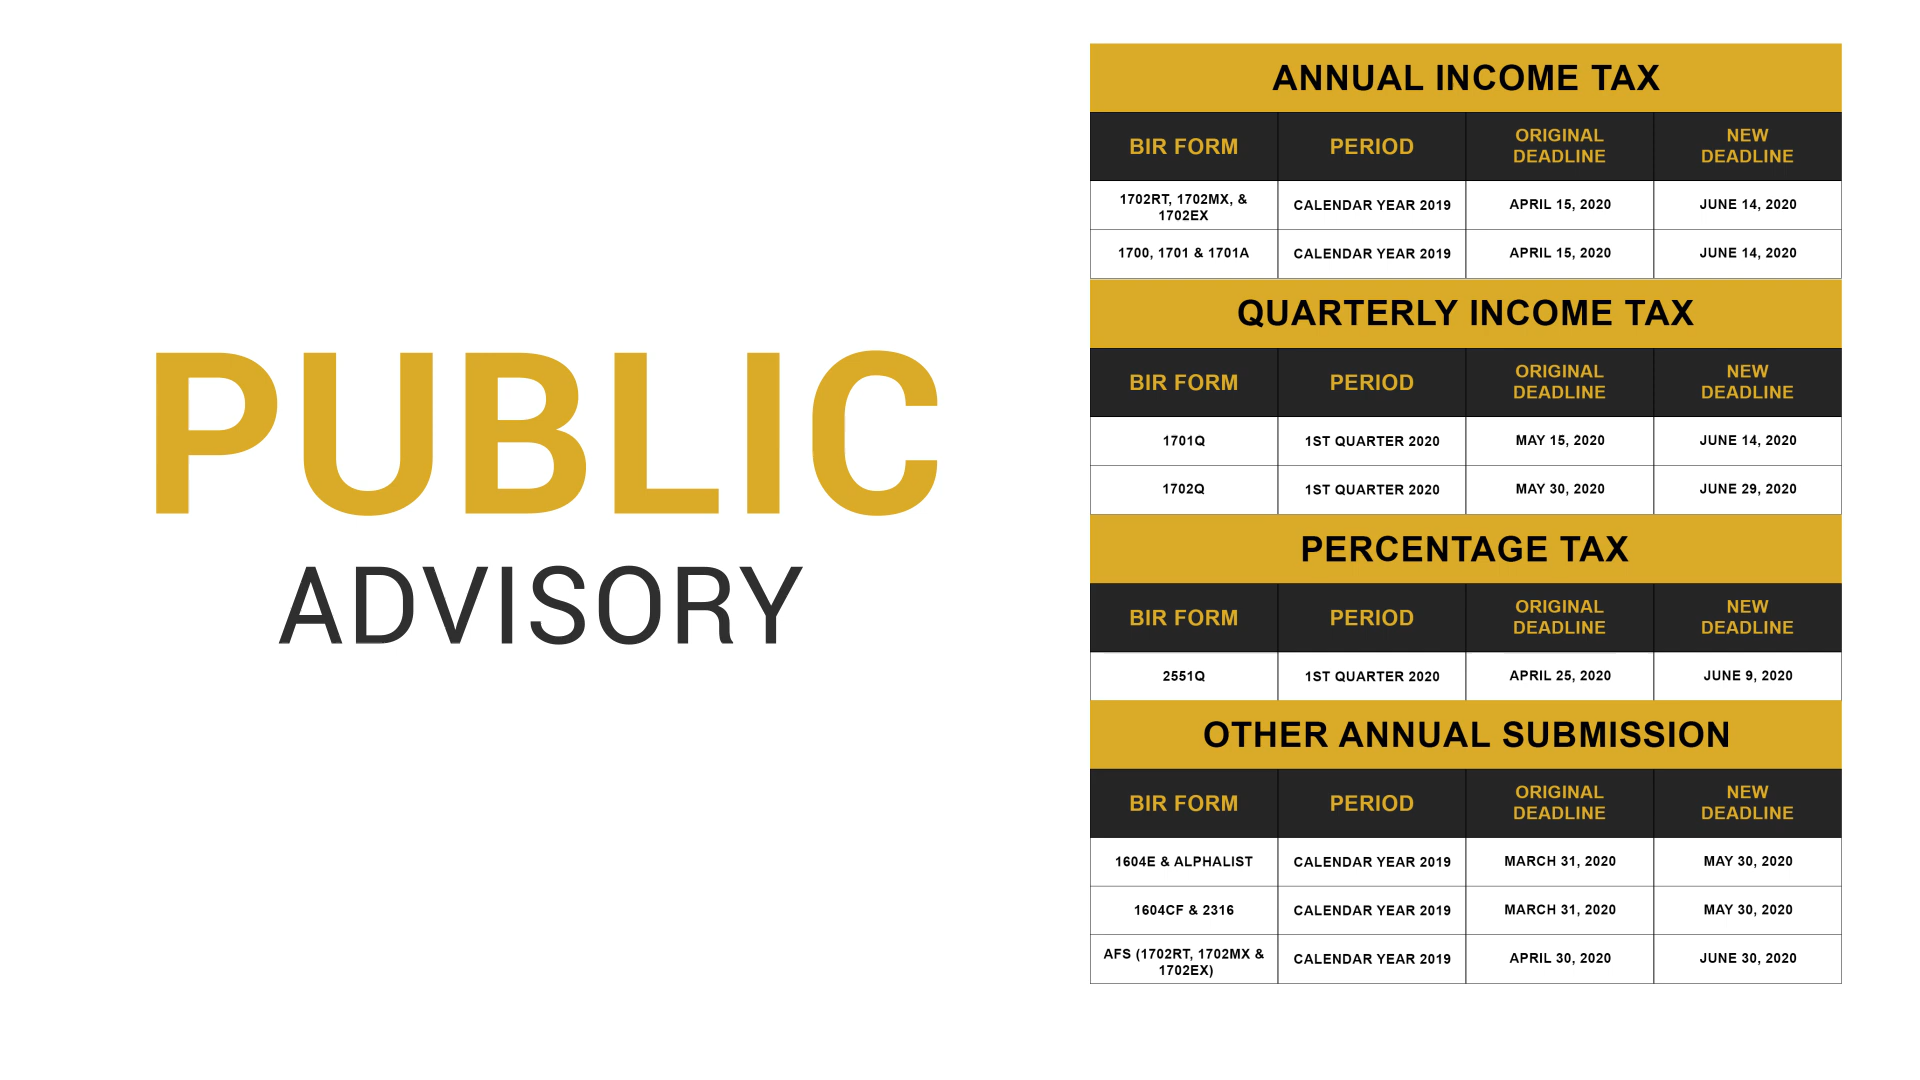 PUBLIC
ADVISORY
ANNUAL INCOME TAX
BIR FORM PERIOD ORIGINAL DEADLINE NEW DEADLINE
1702RT, 1702MX, & 1702EX CALENDAR YEAR 2019 APRIL 15, 2020 JUNE 14, 2020
1700, 1701 & 1701A CALENDAR YEAR 2019 APRIL 15, 2020 JUNE 14, 2020
QUARTERLY INCOME TAX
BIR FORM PERIOD ORIGINAL DEADLINE NEW DEADLINE
1701Q 1ST QUARTER 2020 MAY 15, 2020 JUNE 14, 2020
1702Q 1ST QUARTER 2020 MAY 30, 2020 JUNE 29, 2020
PERCENTAGE TAX
BIR FORM PERIOD ORIGINAL DEADLINE NEW DEADLINE
2551Q 1ST QUARTER 2020 APRIL 25, 2020 JUNE 9, 2020
OTHER ANNUAL SUBMISSION
BIR FORM PERIOD ORIGINAL DEADLINE NEW DEADLINE
1604E & ALPHALIST CALENDAR YEAR 2019 MARCH 31, 2020 MAY 30, 2020
1604CF & 2316 CALENDAR YEAR 2019 MARCH 31, 2020 MAY 30, 2020
AFS (1702RT, 1702MX & 1702EX) CALENDAR YEAR 2019 APRIL 30, 2020 JUNE 30, 2020